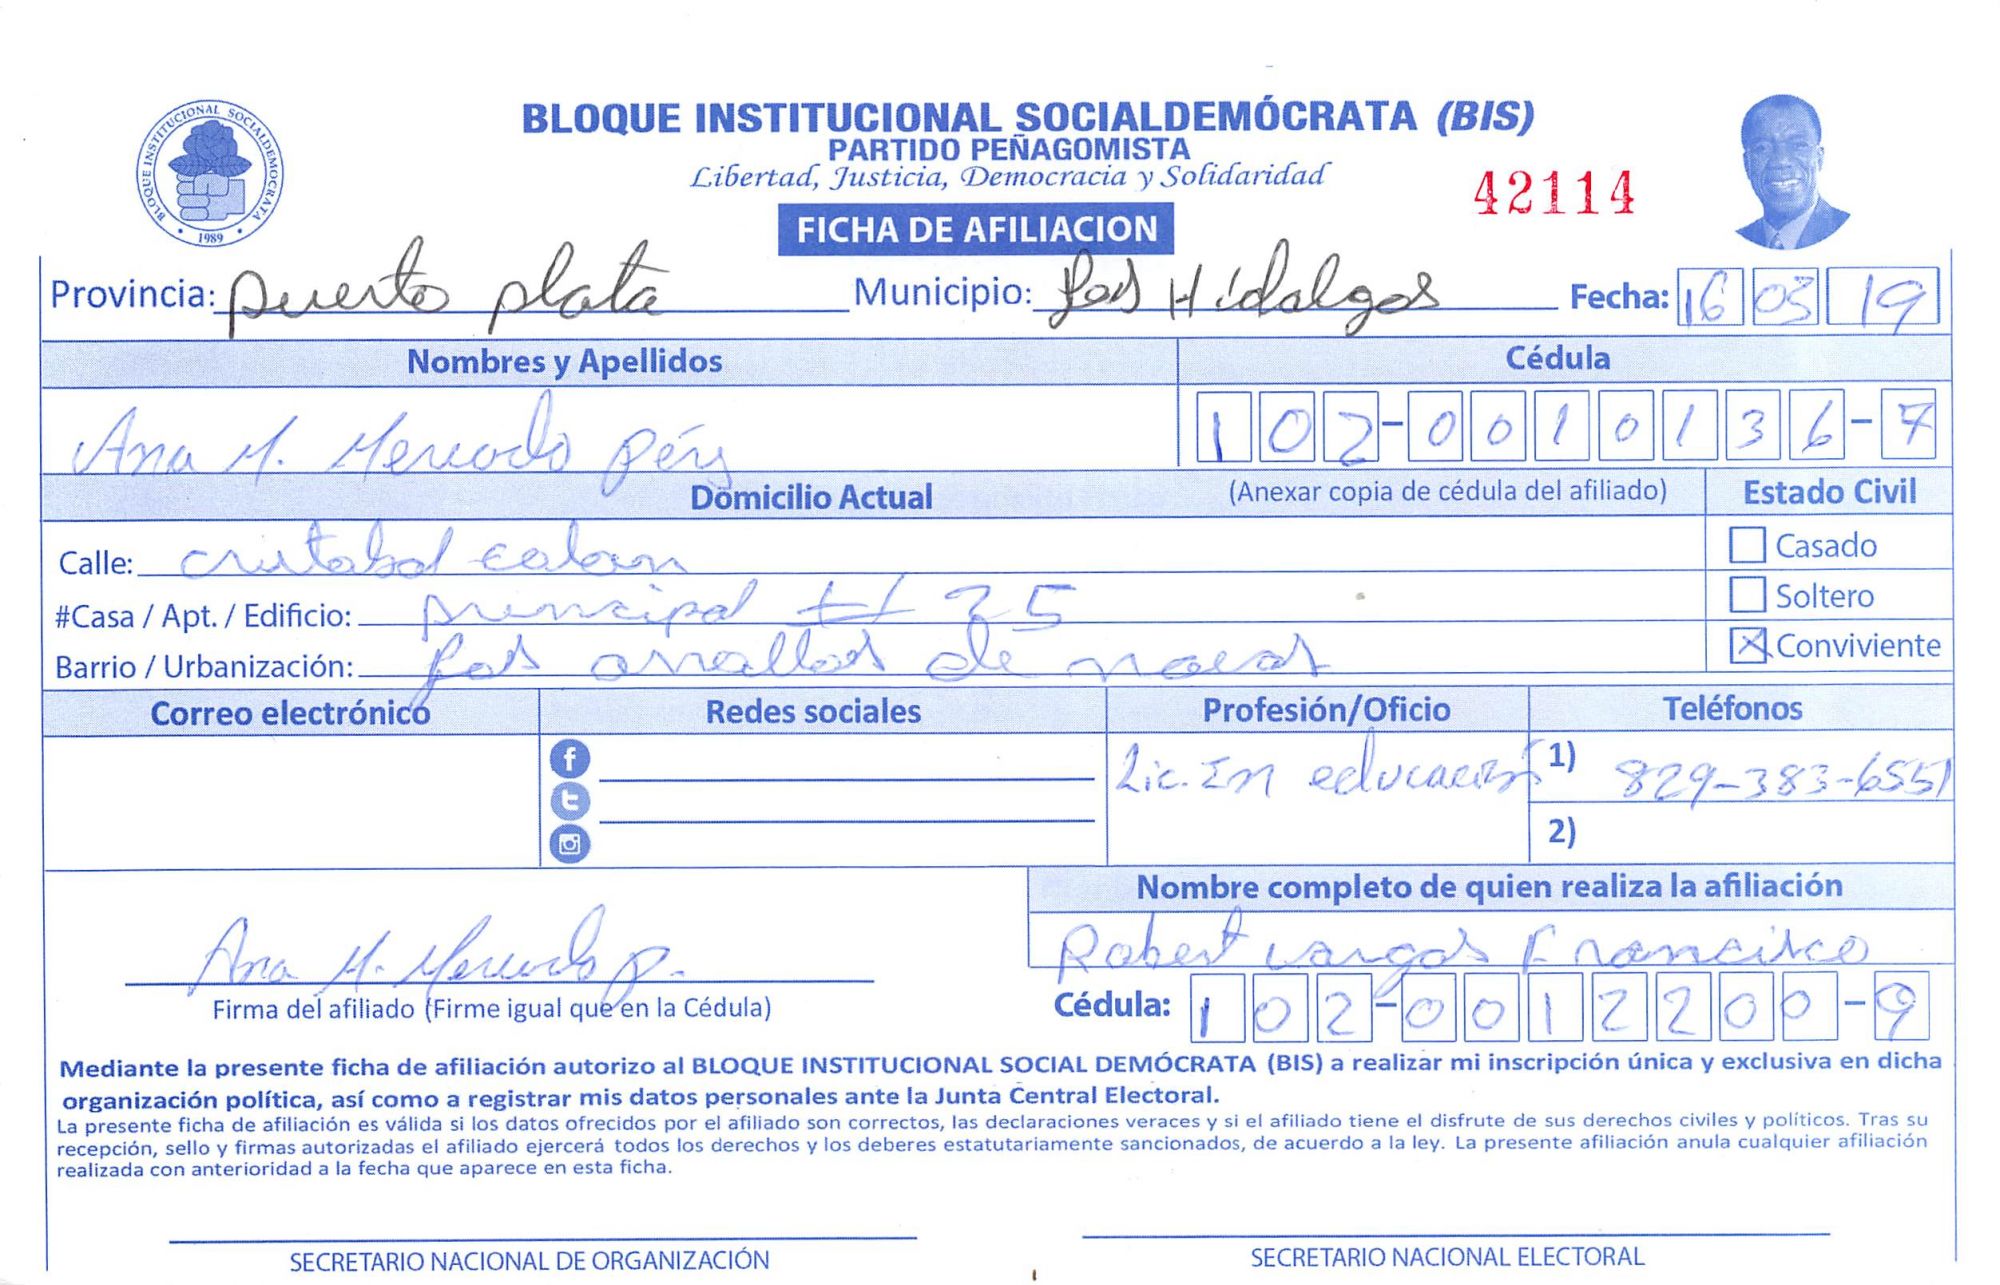 BLOQUE INSTITUCIONAL SOCIALDEMOCRATA
1989
BLOQUE INSTITUCIONAL SOCIALDEMÓCRATA (BIS)
PARTIDO PEÑAGOMISTA
Libertad, Justicia, Democracia y Solidaridad
42114
FICHA DE AFILIACION
Provincia: puerto plata Municipio: Los Hidalgos Fecha: 16 03 19
Nombres y Apellidos Cédula
Ana M. Mercado 102-0010136-7
Domicilio Actual (Anexar copia de cédula del afiliado) Estado Civil
Calle: cristobal colon Casado
#Casa / Apt. / Edificio: principal # 35 Soltero
Barrio / Urbanización: Los de Conviviente
Correo electrónico Redes sociales Profesión/Oficio Teléfonos
Lic. En educación 1) 829-383-6551
2)
Nombre completo de quien realiza la afiliación
Robert Vargas Francisco
Ana M. Mercado P.
Firma del afiliado (Firme igual que en la Cédula) Cédula: 102-0012200-9
Mediante la presente ficha de afiliación autorizo al BLOQUE INSTITUCIONAL SOCIAL DEMÓCRATA (BIS) a realizar mi inscripción única y exclusiva en dicha
organización política, así como a registrar mis datos personales ante la Junta Central Electoral.
La presente ficha de afiliación es válida si los datos ofrecidos por el afiliado son correctos, las declaraciones veraces y si el afiliado tiene el disfrute de sus derechos civiles y políticos. Tras su
recepción, sello y firmas autorizadas el afiliado ejercerá todos los derechos y los deberes estatutariamente sancionados, de acuerdo a la ley. La presente afiliación anula cualquier afiliación
realizada con anterioridad a la fecha que aparece en esta ficha.
SECRETARIO NACIONAL DE ORGANIZACIÓN SECRETARIO NACIONAL ELECTORAL